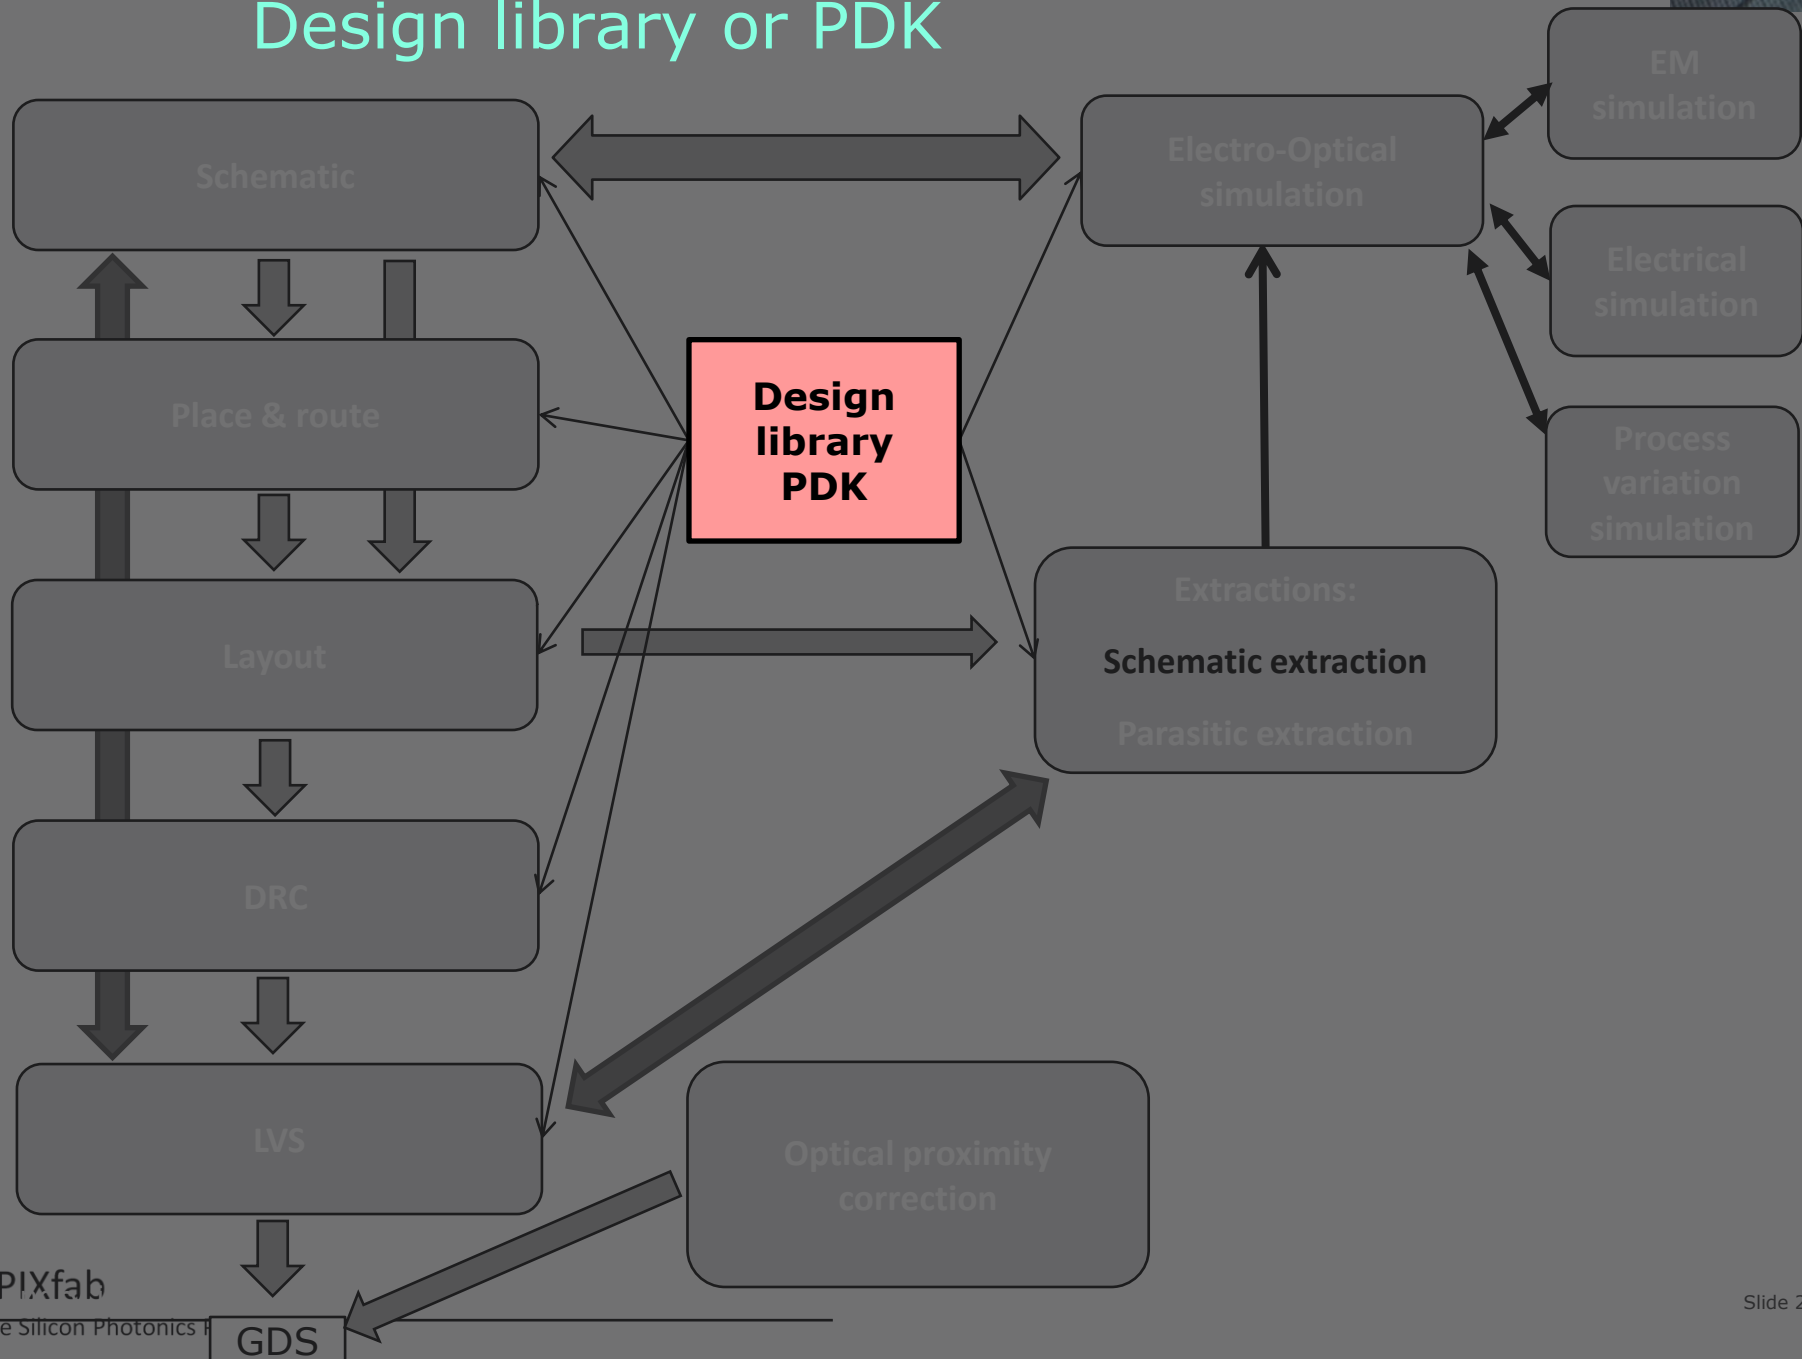 Design library or PDK
EM
simulation
Schematic
Electro-Optical
simulation
Electrical
simulation
Place & route
Design
library
PDK
Process
variation
simulation
Extractions:
Schematic extraction
Parasitic extraction
Layout
DRC
LVS
Optical proximity
correction
PIXfab
e Silicon Photonics
GDS
Slide 2